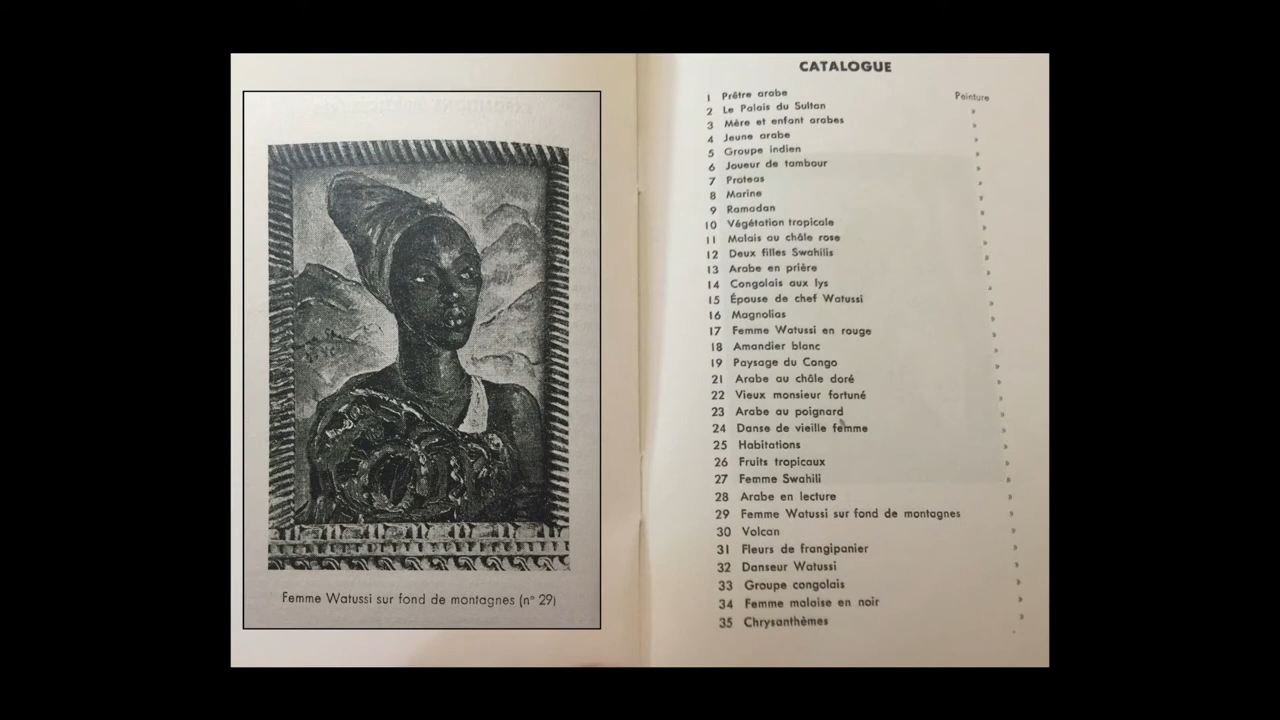 Femme Watussi sur fond de montagnes (n° 29)
CATALOGUE
1 Prêtre arabe Peinture
2 Le Palais du Sultan »
3 Mère et enfant arabes »
4 Jeune arabe »
5 Groupe indien »
6 Joueur de tambour »
7 Proteas »
8 Marine »
9 Ramadan »
10 Végétation tropicale »
11 Malais au châle rose »
12 Deux filles Swahilis »
13 Arabe en prière »
14 Congolais aux lys »
15 Épouse de chef Watussi »
16 Magnolias »
17 Femme Watussi en rouge »
18 Amandier blanc »
19 Paysage du Congo »
21 Arabe au châle doré »
22 Vieux monsieur fortuné »
23 Arabe au poignard »
24 Danse de vieille femme »
25 Habitations »
26 Fruits tropicaux »
27 Femme Swahili »
28 Arabe en lecture »
29 Femme Watussi sur fond de montagnes »
30 Volcan »
31 Fleurs de frangipanier »
32 Danseur Watussi »
33 Groupe congolais »
34 Femme malaise en noir »
35 Chrysanthèmes »